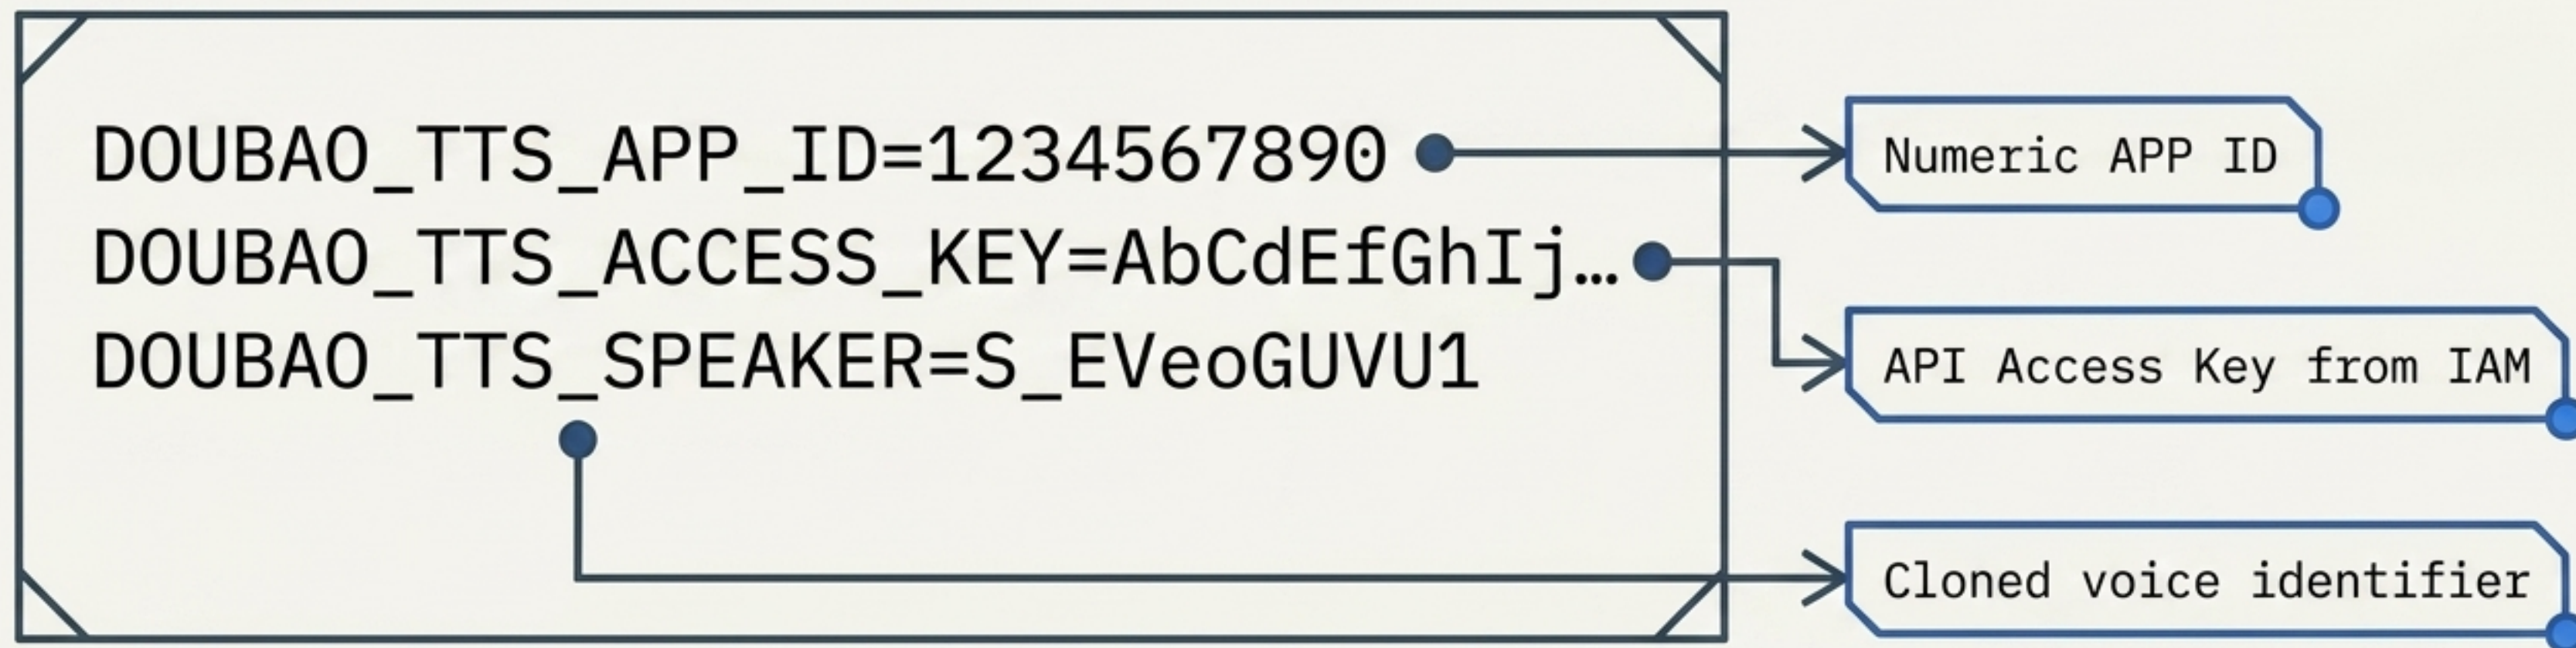 DOUBAO_TTS_APP_ID=1234567890
Numeric APP ID
DOUBAO_TTS_ACCESS_KEY=AbCdEfGhIj…
API Access Key from IAM
DOUBAO_TTS_SPEAKER=S_EVeoGUVU1
Cloned voice identifier